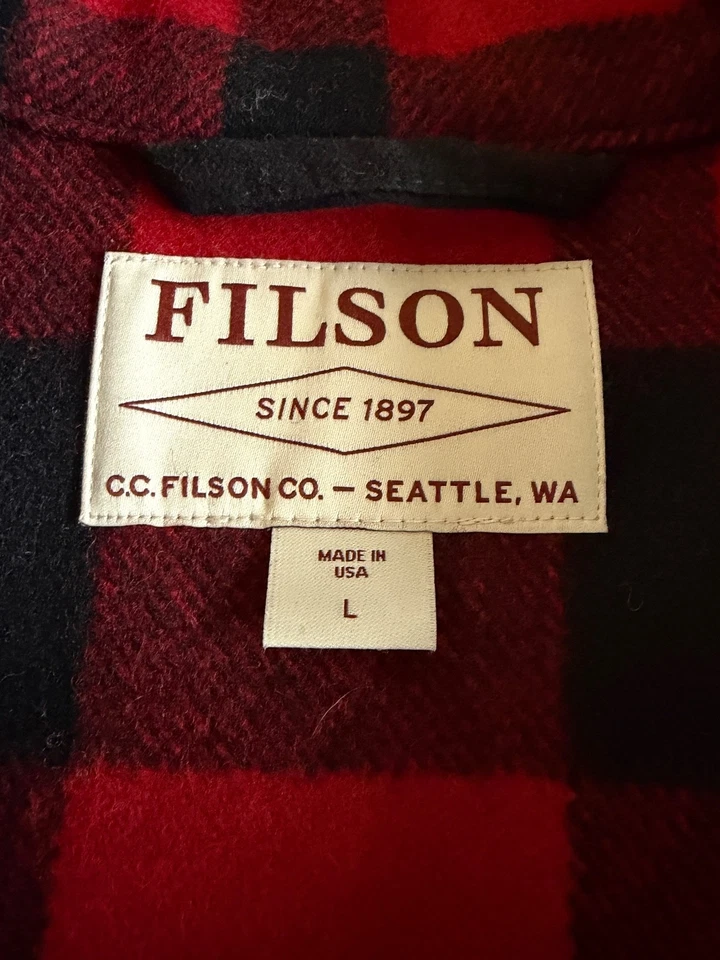 FILSON
SINCE 1897
C.C. FILSON CO. — SEATTLE, WA
MADE IN
USA
L